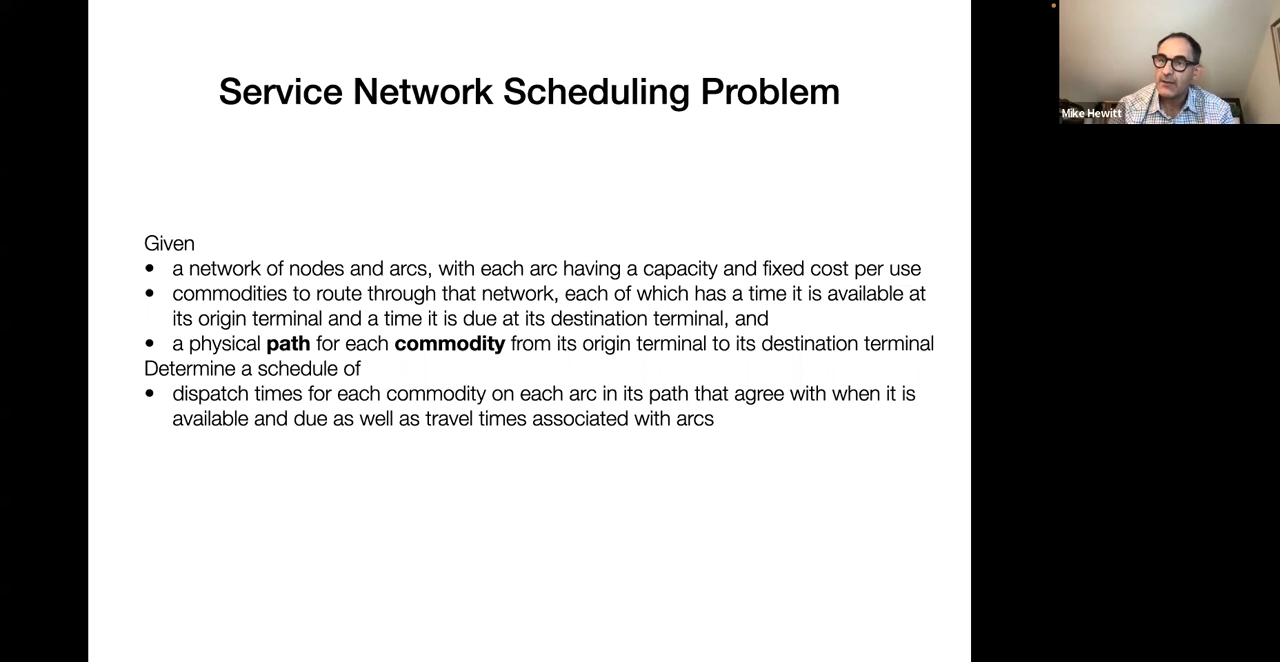 Service Network Scheduling Problem
Given
• a network of nodes and arcs, with each arc having a capacity and fixed cost per use
• commodities to route through that network, each of which has a time it is available at
its origin terminal and a time it is due at its destination terminal, and
• a physical path for each commodity from its origin terminal to its destination terminal
Determine a schedule of
• dispatch times for each commodity on each arc in its path that agree with when it is
available and due as well as travel times associated with arcs
Mike Hewitt